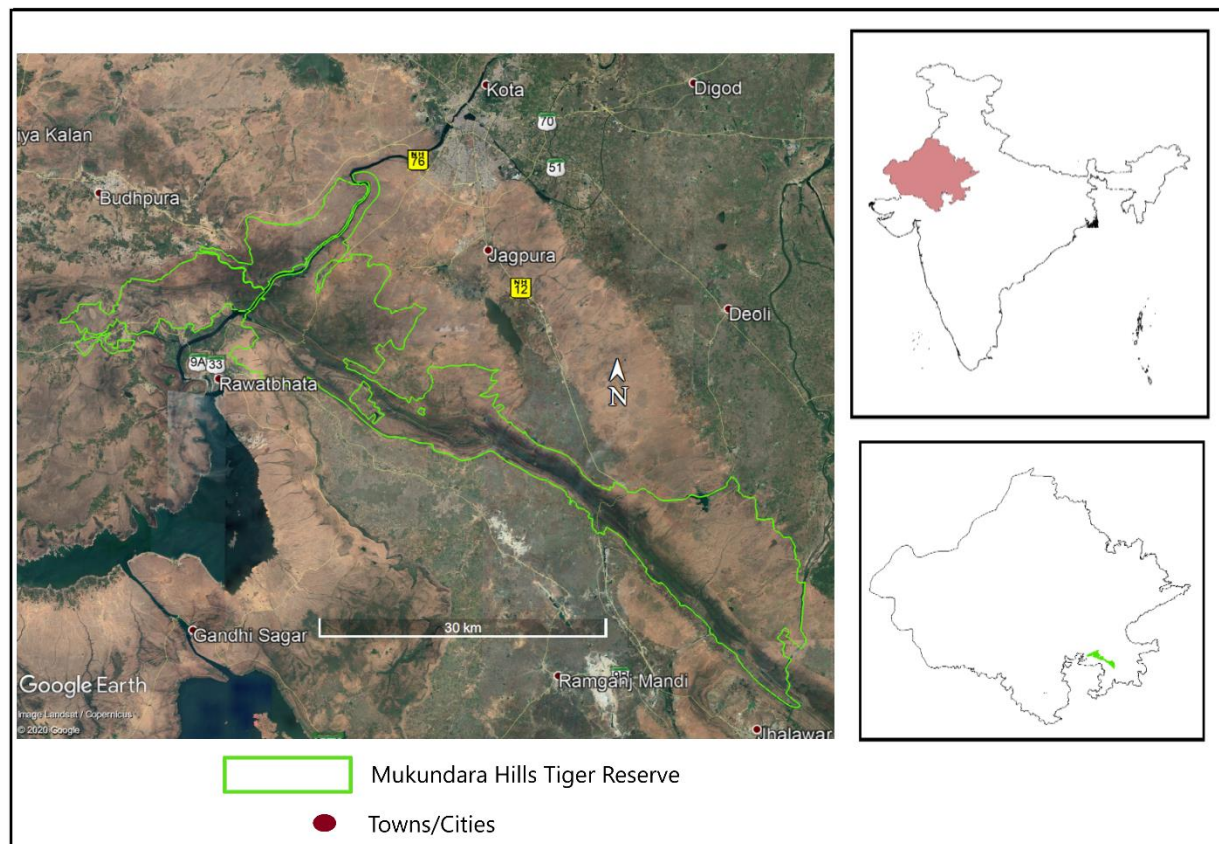 Kota
Digod
70
iya Kalan
NH
76
51
Budhpura
Jagpura
NH
12
Deoli
9A 33
Rawatbhata
N
30 km
Gandhi Sagar
Google Earth
Ramganj Mandi
Image Landsat / Copernicus
© 2020 Google
Jhalawar
Mukundara Hills Tiger Reserve
Towns/Cities